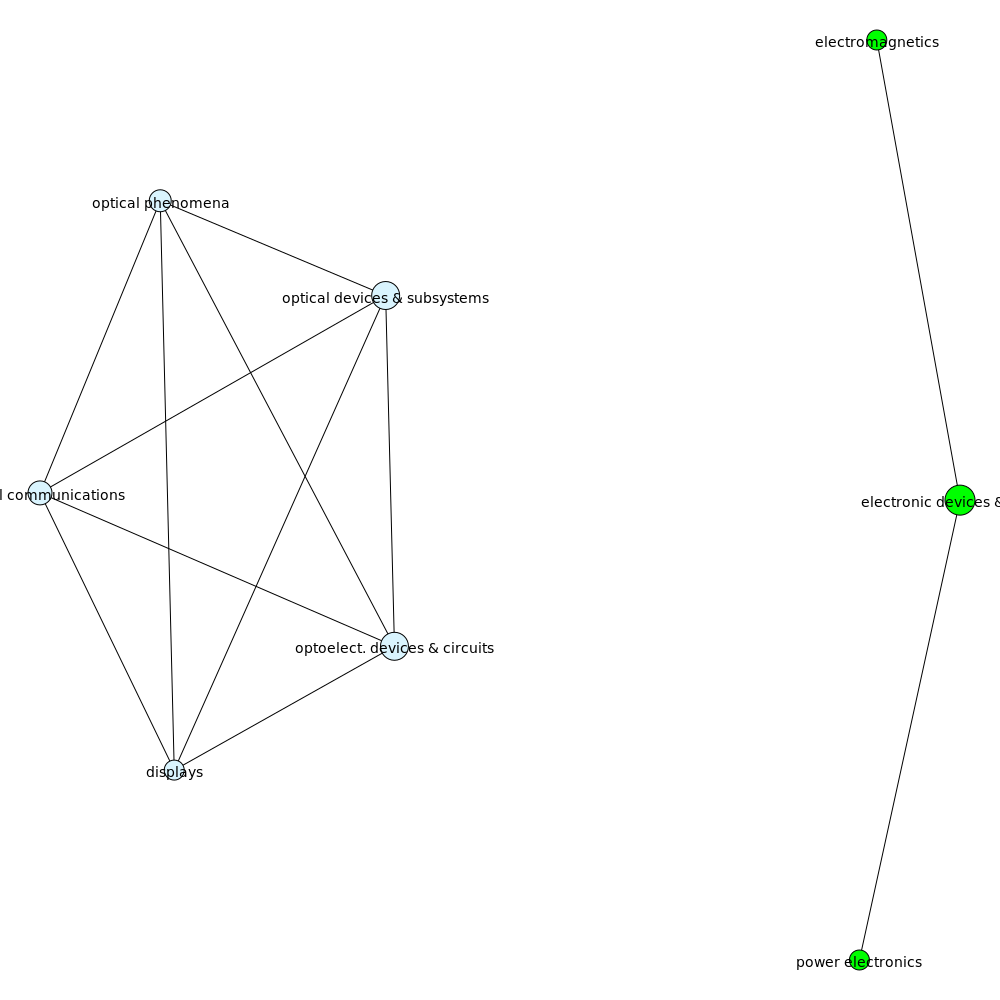 electromagnetics
optical phenomena
optical devices & subsystems
l communications
electronic devices &
optoelect. devices & circuits
displays
power electronics